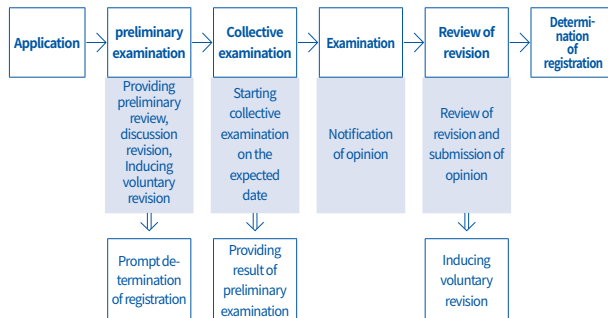 Application
preliminary
examination
Collective
examination
Examination
Review of
revision
Determi-
nation
of
registration
Providing
preliminary
review,
discussion
revision,
Inducing
voluntary
revision
Starting
collective
examination
on the
expected
date
Notification
of opinion
Review of
revision and
submission of
opinion
Prompt de-
termination
of registration
Providing
result of
preliminary
examination
Inducing
voluntary
revision